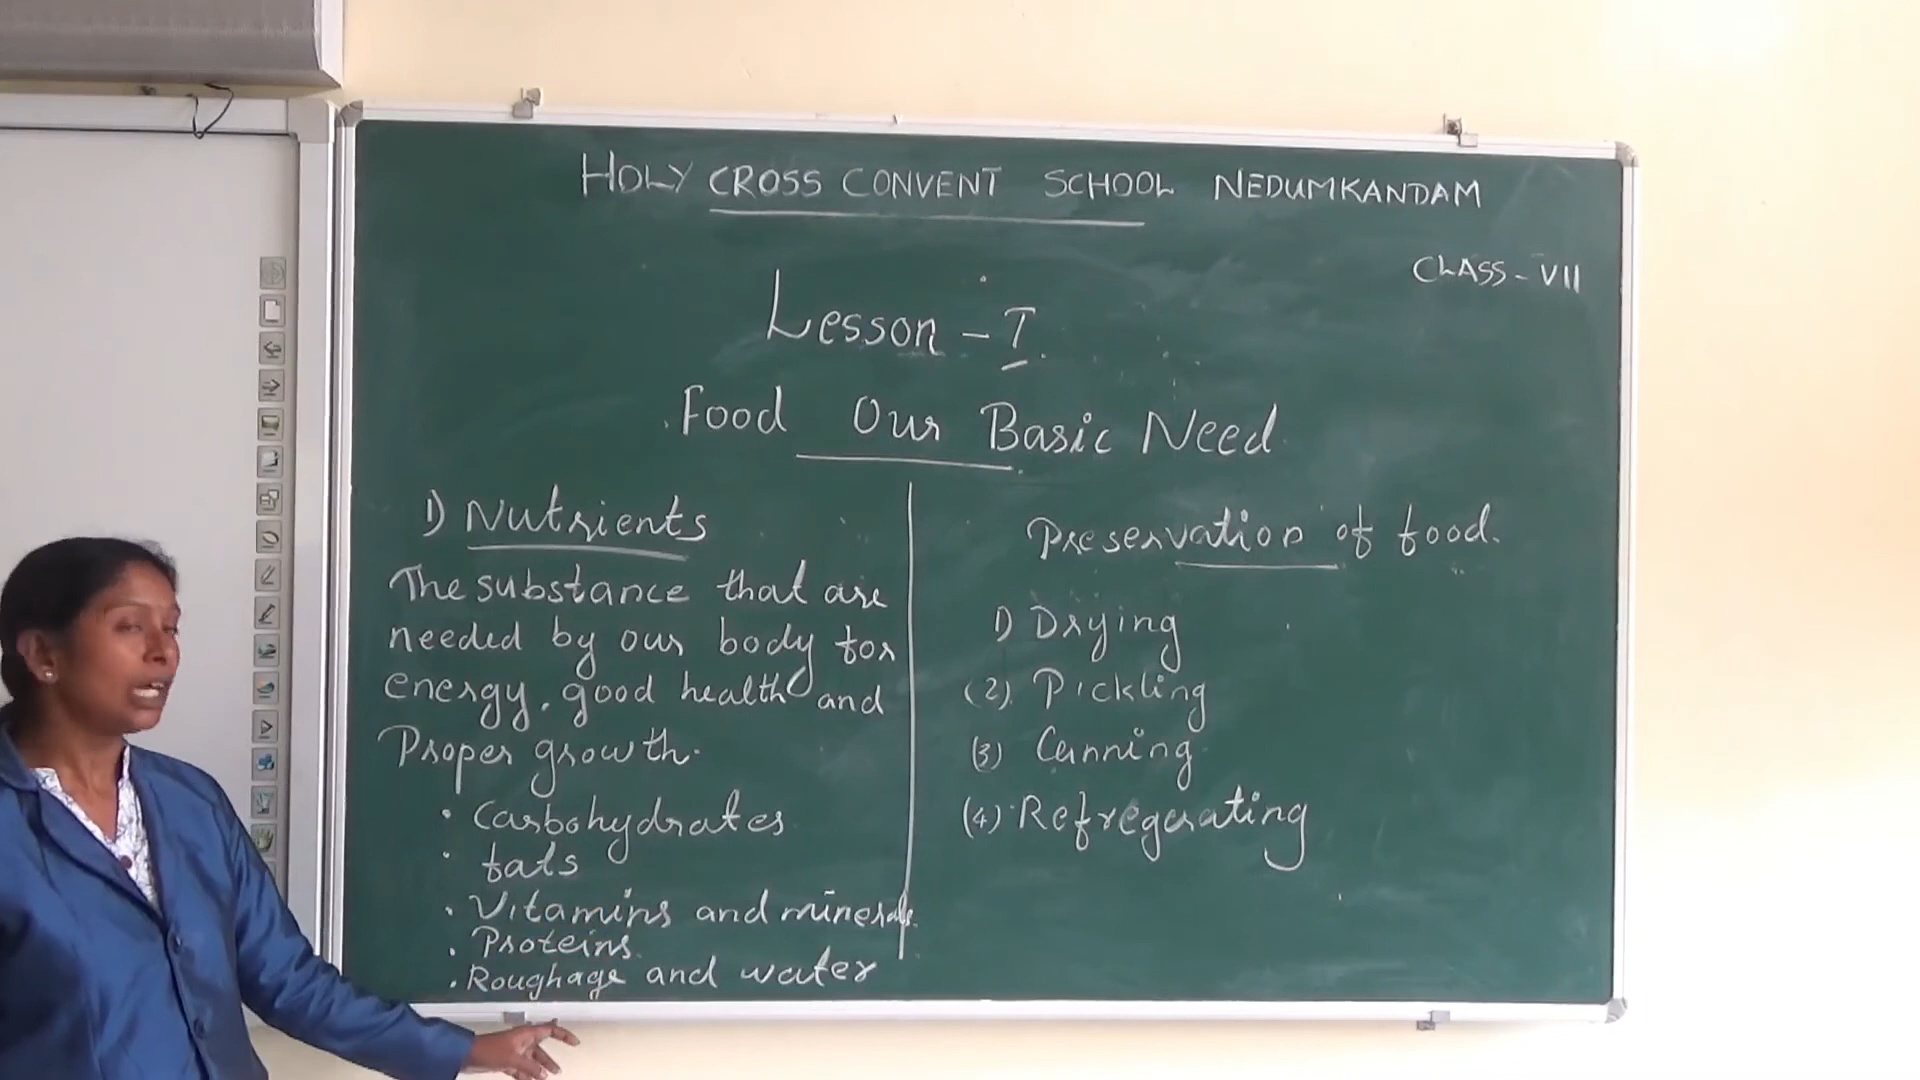 HOLY CROSS CONVENT SCHOOL NEDUMKANDAM
CLASS - VII
Lesson - I
Food Our Basic Need
1) Nutrients
The substance that are
needed by our body for
energy, good health and
Proper growth.
• Carbohydrates
• fats
• Vitamins and minerals.
• Proteins.
• Roughage and water
Preservation of food.
1) Drying
(2) Pickling
(3) Canning
(4) Refregerating